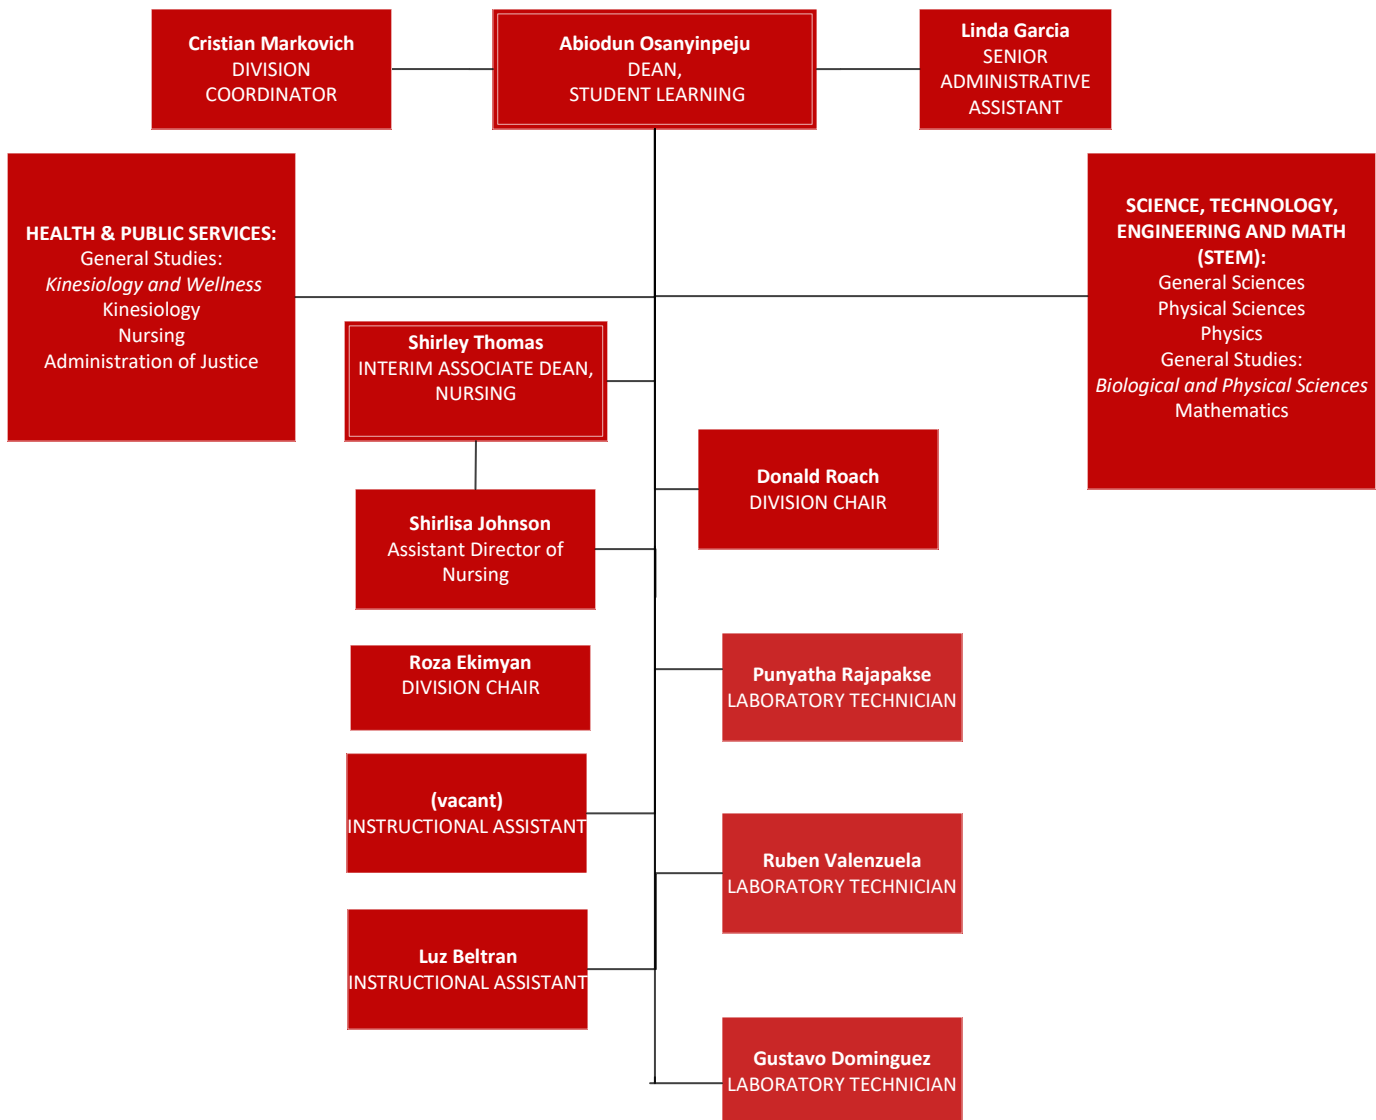 Cristian Markovich
DIVISION
COORDINATOR
Abiodun Osanyinpeju
DEAN,
STUDENT LEARNING
Linda Garcia
SENIOR
ADMINISTRATIVE
ASSISTANT
HEALTH & PUBLIC SERVICES:
General Studies:
Kinesiology and Wellness
Kinesiology
Nursing
Administration of Justice
SCIENCE, TECHNOLOGY,
ENGINEERING AND MATH
(STEM):
General Sciences
Physical Sciences
Physics
General Studies:
Biological and Physical Sciences
Mathematics
Shirley Thomas
INTERIM ASSOCIATE DEAN,
NURSING
Donald Roach
DIVISION CHAIR
Shirlisa Johnson
Assistant Director of
Nursing
Roza Ekimyan
DIVISION CHAIR
Punyatha Rajapakse
LABORATORY TECHNICIAN
(vacant)
INSTRUCTIONAL ASSISTANT
Ruben Valenzuela
LABORATORY TECHNICIAN
Luz Beltran
INSTRUCTIONAL ASSISTANT
Gustavo Dominguez
LABORATORY TECHNICIAN